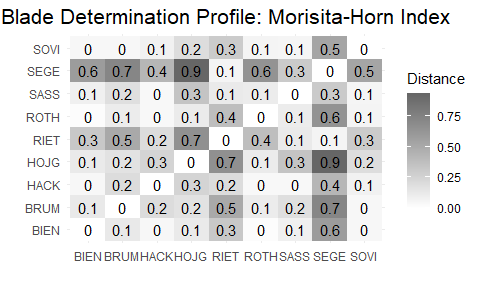 Blade Determination Profile: Morisita-Horn Index
SOVI 0 0 0.1 0.2 0.3 0.1 0.1 0.5 0
SEGE 0.6 0.7 0.4 0.9 0.1 0.6 0.3 0 0.5
SASS 0.1 0.2 0 0.3 0.1 0.1 0 0.3 0.1
ROTH 0 0.1 0 0.1 0.4 0 0.1 0.6 0.1
RIET 0.3 0.5 0.2 0.7 0 0.4 0.1 0.1 0.3
HOJG 0.1 0.2 0.3 0 0.7 0.1 0.3 0.9 0.2
HACK 0 0.2 0 0.3 0.2 0 0 0.4 0.1
BRUM 0.1 0 0.2 0.2 0.5 0.1 0.2 0.7 0
BIEN 0 0.1 0 0.1 0.3 0 0.1 0.6 0
BIEN BRUM HACK HOJG RIET ROTH SASS SEGE SOVI
Distance
0.75
0.50
0.25
0.00